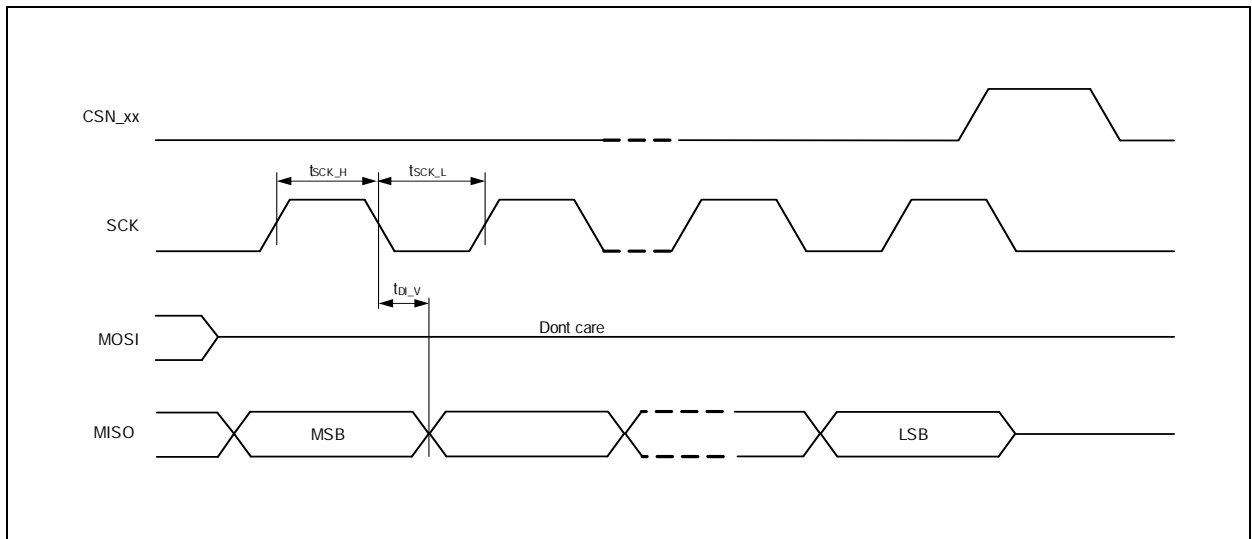 CSN_xx
tSCK_H
tSCK_L
SCK
tDI_V
Dont care
MOSI
MISO
MSB
LSB